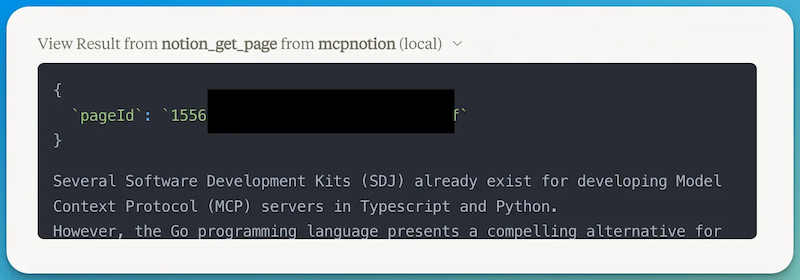 View Result from notion_get_page from mcpnotion (local)
{
`pageId`: `1556 f`
}
Several Software Development Kits (SDJ) already exist for developing Model
Context Protocol (MCP) servers in Typescript and Python.
However, the Go programming language presents a compelling alternative for